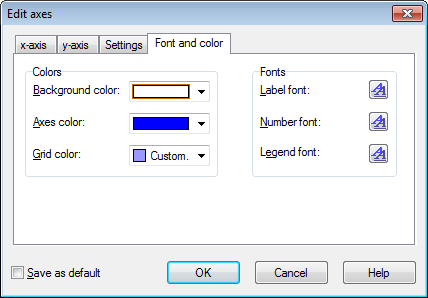 Edit axes
x-axis y-axis Settings Font and color
Colors Fonts
Background color: Label font:
Axes color: Number font:
Grid color: Custom. Legend font:
Save as default OK Cancel Help